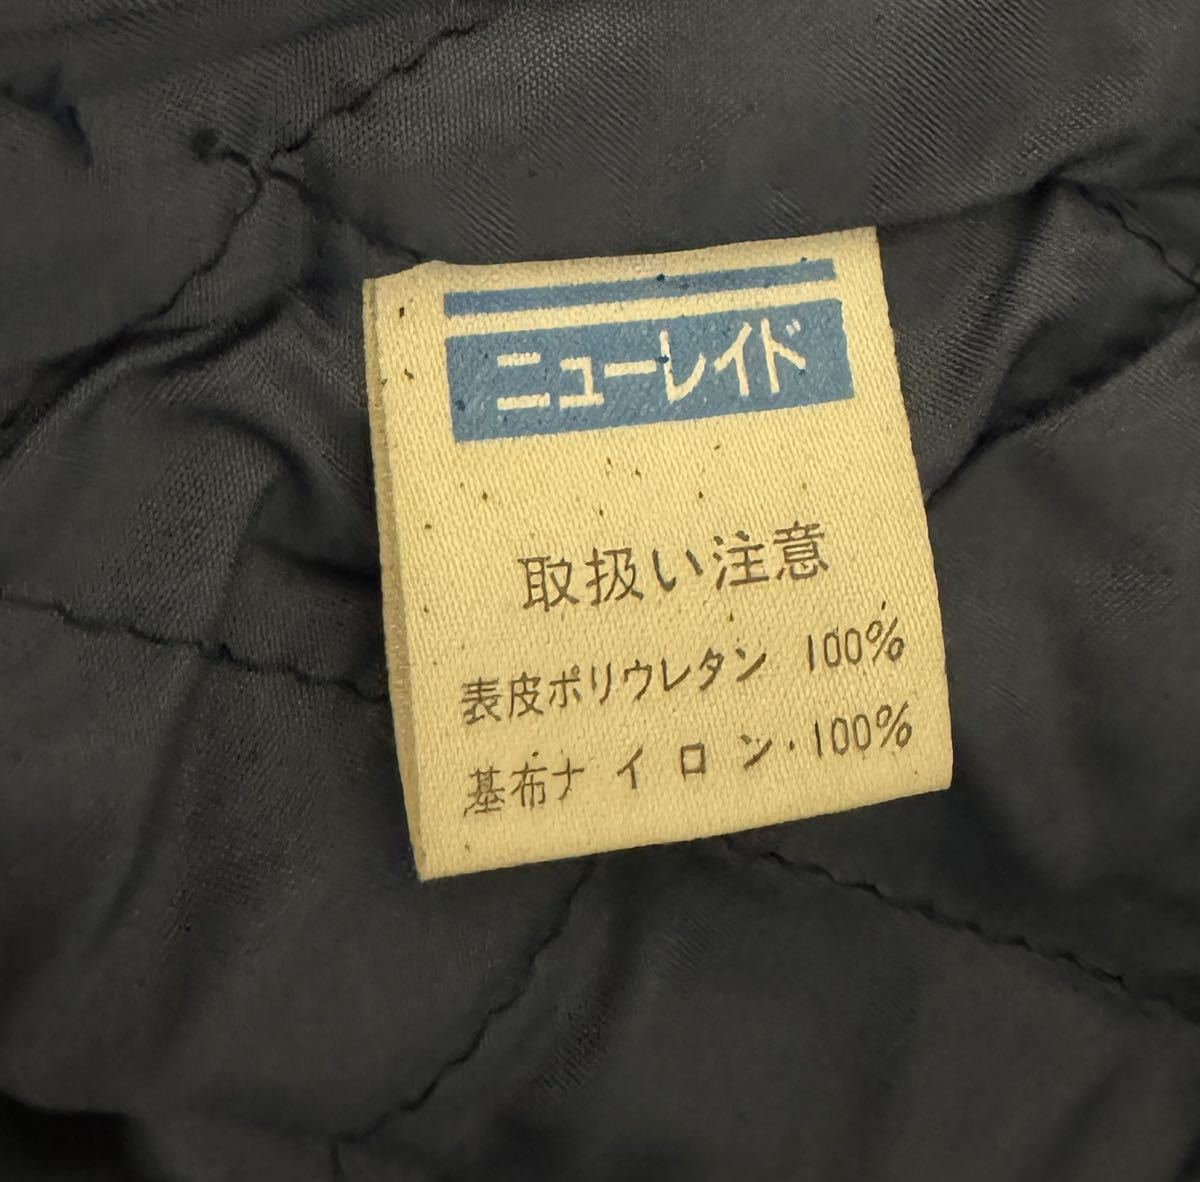 ニューレイド
取扱い注意
表皮ポリウレタン 100%
基布ナイロン・100%